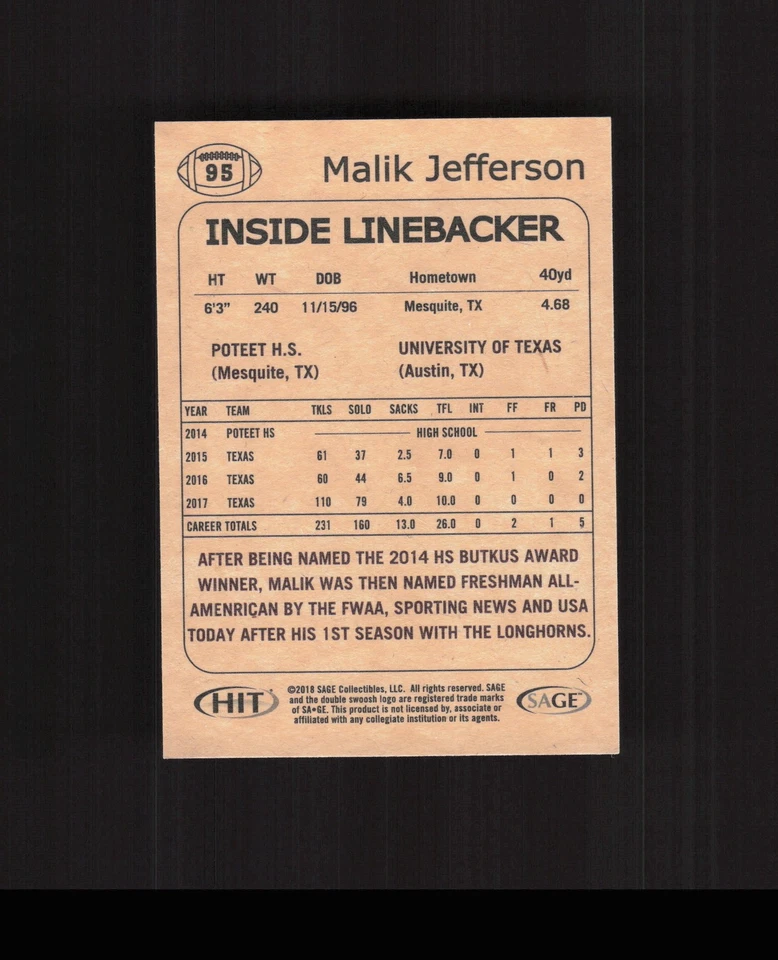 95 Malik Jefferson
INSIDE LINEBACKER
HT WT DOB Hometown 40yd
6'3" 240 11/15/96 Mesquite, TX 4.68
POTEET H.S. UNIVERSITY OF TEXAS
(Mesquite, TX) (Austin, TX)
YEAR TEAM TKLS SOLO SACKS TFL INT FF FR PD
2014 POTEET HS HIGH SCHOOL
2015 TEXAS 61 37 2.5 7.0 0 1 1 3
2016 TEXAS 60 44 6.5 9.0 0 1 0 2
2017 TEXAS 110 79 4.0 10.0 0 0 0 0
CAREER TOTALS 231 160 13.0 26.0 0 2 1 5
AFTER BEING NAMED THE 2014 HS BUTKUS AWARD
WINNER, MALIK WAS THEN NAMED FRESHMAN ALL-
AMENRICAN BY THE FWAA, SPORTING NEWS AND USA
TODAY AFTER HIS 1ST SEASON WITH THE LONGHORNS.
HIT
©2018 SAGE Collectibles, LLC. All rights reserved. SAGE
and the double swoosh logo are registered trade marks
of SA•GE. This product is not licensed by, associate or
affiliated with any collegiate institution or its agents.
SAGE